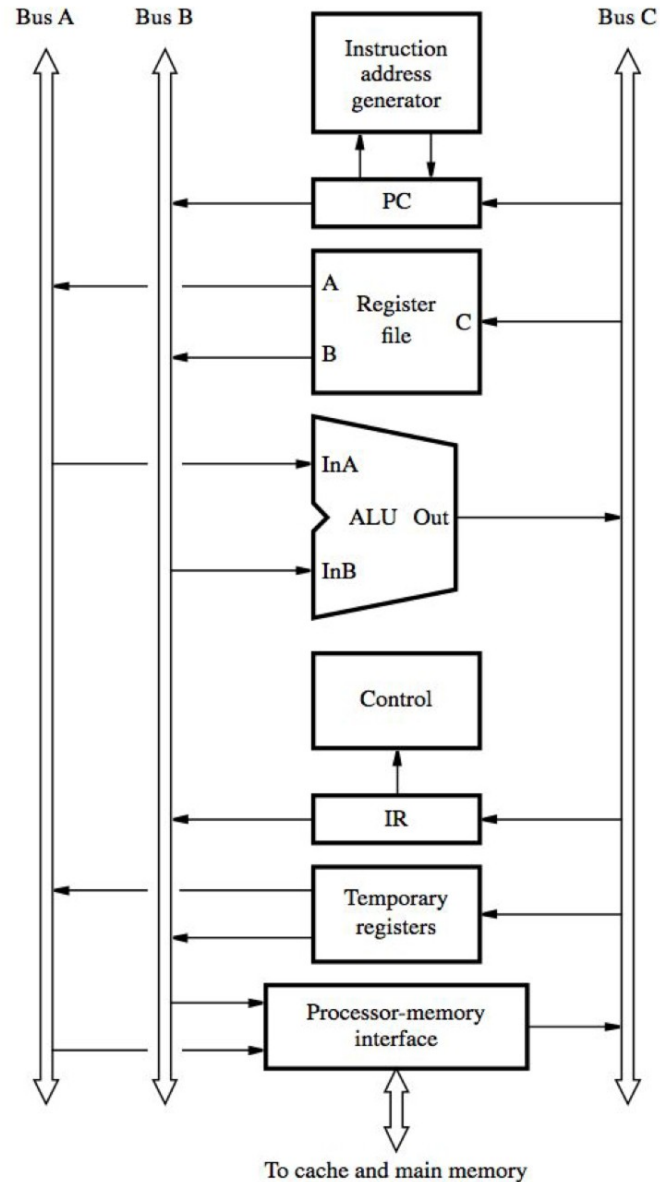 Bus A
Bus B
Bus C
Instruction
address
generator
PC
A
Register
file
C
B
InA
ALU
Out
InB
Control
IR
Temporary
registers
Processor-memory
interface
To cache and main memory